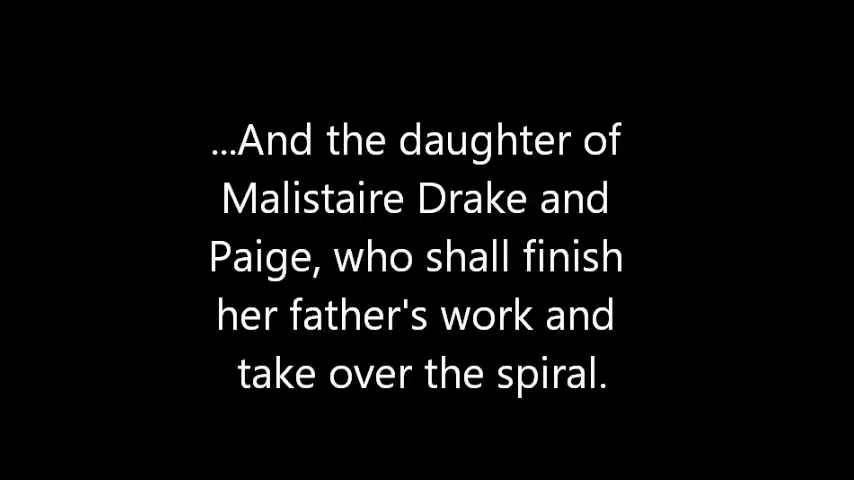 ...And the daughter of
Malistaire Drake and
Paige, who shall finish
her father's work and
take over the spiral.